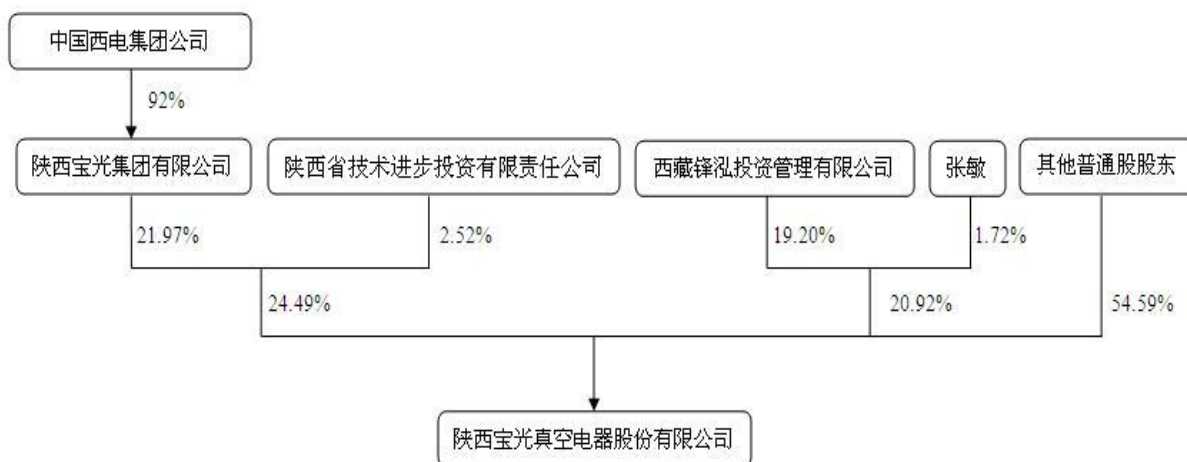 中国西电集团公司
92%
陕西宝光集团有限公司
陕西省技术进步投资有限责任公司
西藏锋泓投资管理有限公司
张敏
其他普通股股东
21.97%
2.52%
19.20%
1.72%
24.49%
20.92%
54.59%
陕西宝光真空电器股份有限公司